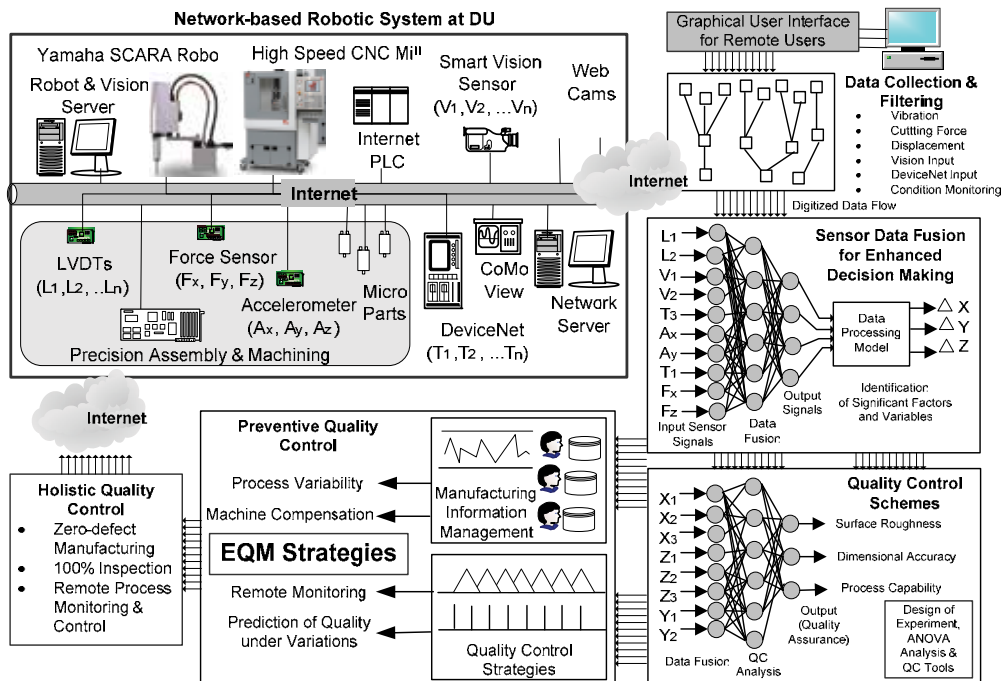 Network-based Robotic System at DU
Yamaha SCARA Robo
High Speed CNC Mill
Robot & Vision
Server
Internet
PLC
Smart Vision
Sensor
(V1,V2, ...Vn)
Web
Cams
Internet
LVDTs
(L1,L2, ..Ln)
Force Sensor
(Fx, Fy, Fz)
Accelerometer
(Ax, Ay, Az)
Micro
Parts
Precision Assembly & Machining
DeviceNet
(T1,T2, ...Tn)
CoMo
View
Network
Server
Internet
Graphical User Interface
for Remote Users
Data Collection &
Filtering
• Vibration
• Cuttting Force
• Displacement
• Vision Input
• DeviceNet Input
• Condition Monitoring
Digitized Data Flow
Sensor Data Fusion
for Enhanced
Decision Making
L1
L2
V1
V2
T3
Ax
Ay
T1
Fx
Fz
Input Sensor
Signals
Data
Fusion
Output
Signals
Data
Processing
Model
△ X
△ Y
△ Z
Identification
of Significant Factors
and Variables
Quality Control
Schemes
X1
X2
X3
Z1
Z2
Z3
Y1
Y2
Data Fusion
QC
Analysis
Output
(Quality
Assurance)
Surface Roughness
Dimensional Accuracy
Process Capability
Design of
Experiment,
ANOVA
Analysis &
QC Tools
Preventive Quality
Control
Process Variability
Machine Compensation
EQM Strategies
Remote Monitoring
Prediction of Quality
under Variations
Manufacturing
Information
Management
Quality Control
Strategies
Internet
Holistic Quality
Control
• Zero-defect
Manufacturing
• 100% Inspection
• Remote Process
Monitoring &
Control